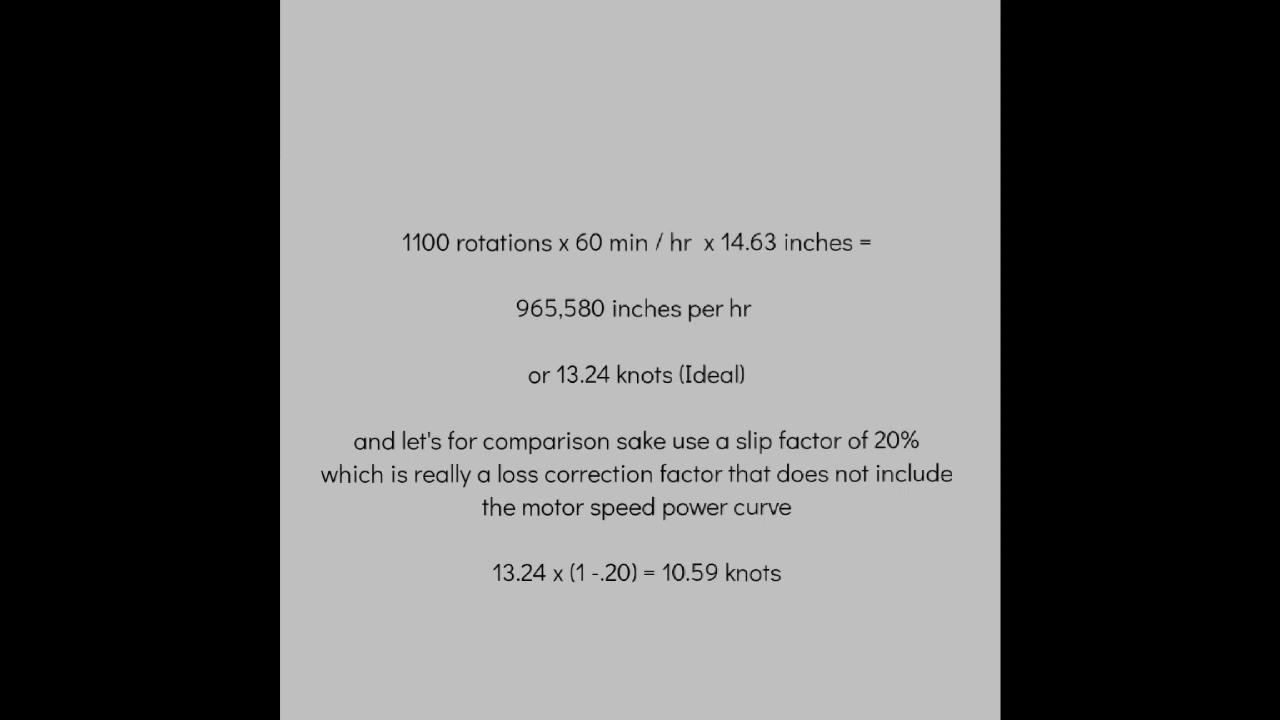 1100 rotations x 60 min / hr x 14.63 inches =
965,580 inches per hr
or 13.24 knots (Ideal)
and let's for comparison sake use a slip factor of 20%
which is really a loss correction factor that does not include
the motor speed power curve
13.24 x (1 -.20) = 10.59 knots